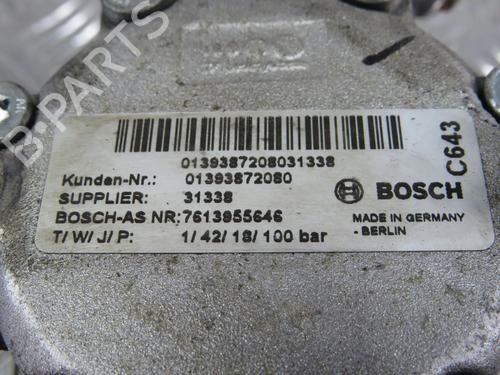 0139387208031338
Kunden-Nr.: 01393872080
SUPPLIER: 31338
BOSCH-AS NR: 7613955646
T/ W/ J/ P: 1/ 42/ 18/ 100 bar
BOSCH
MADE IN GERMANY
- BERLIN
C643
B-PARTS